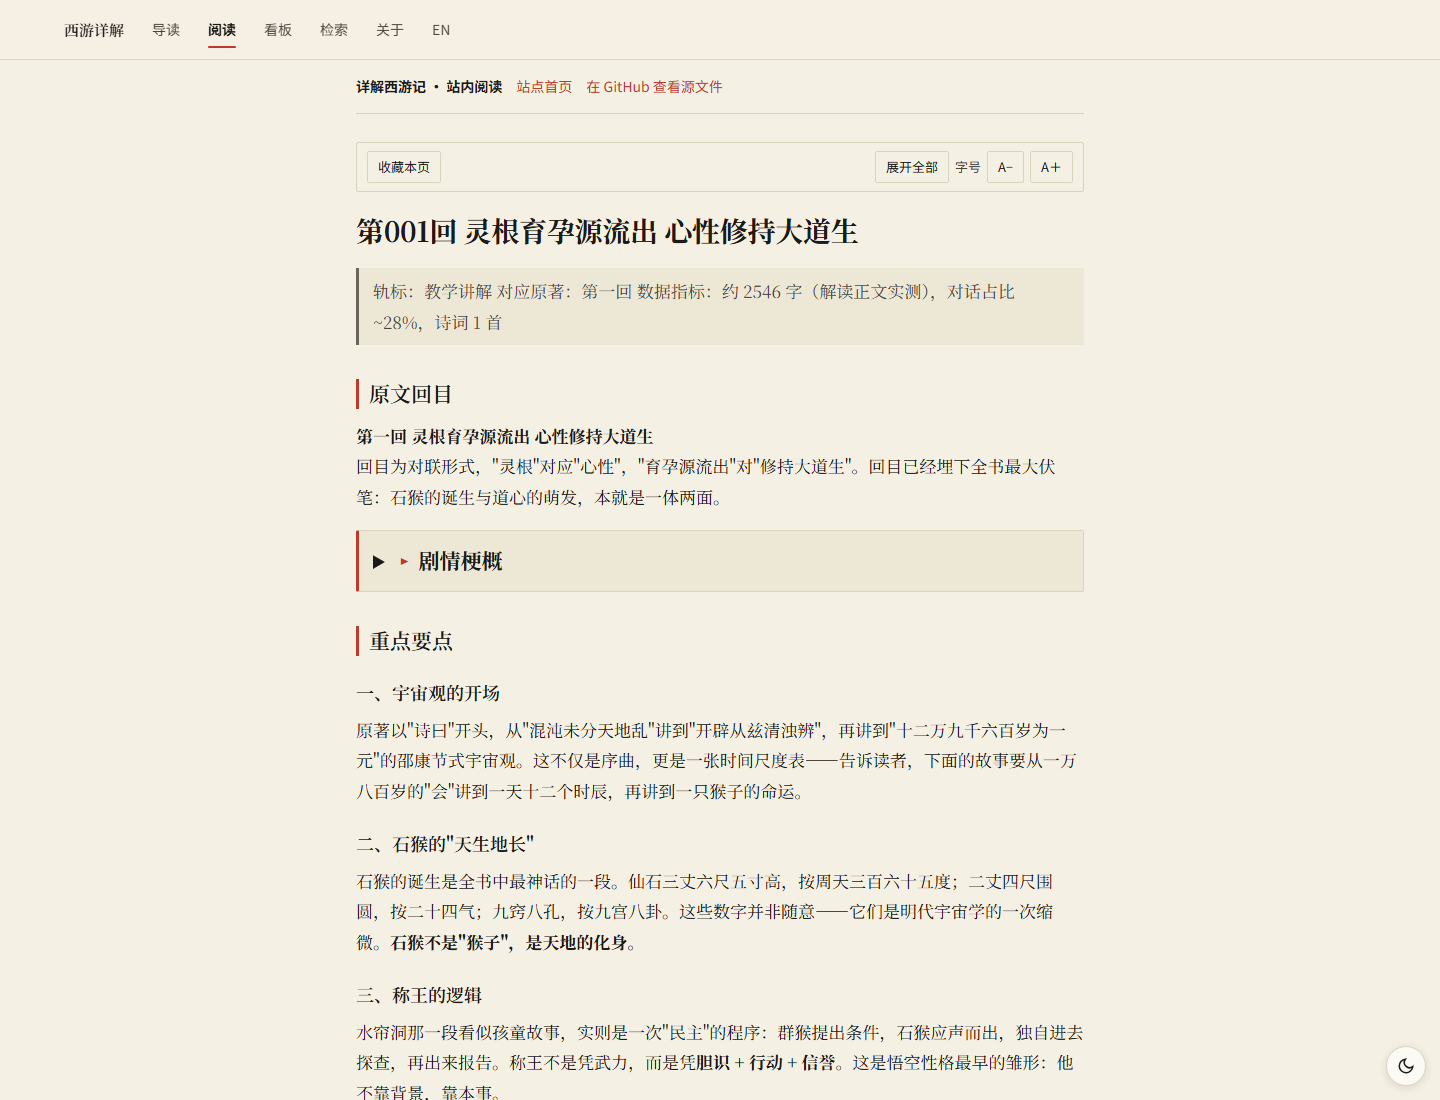 西游详解 导读 阅读 看板 检索 关于 EN
详解西游记 · 站内阅读 站点首页 在 GitHub 查看源文件
收藏本页 展开全部 字号 A− A+
第001回 灵根育孕源流出 心性修持大道生
轨标：教学讲解 对应原著：第一回 数据指标：约 2546 字（解读正文实测），对话占比
~28%，诗词 1 首
原文回目
第一回 灵根育孕源流出 心性修持大道生
回目为对联形式，"灵根"对应"心性"，"育孕源流出"对"修持大道生"。回目已经埋下全书最大伏
笔：石猴的诞生与道心的萌发，本就是一体两面。
▶ ▸ 剧情梗概
重点要点
一、宇宙观的开场
原著以"诗曰"开头，从"混沌未分天地乱"讲到"开辟从兹清浊辨"，再讲到"十二万九千六百岁为一
元"的邵康节式宇宙观。这不仅是序曲，更是一张时间尺度表——告诉读者，下面的故事要从一万
八百岁的"会"讲到一天十二个时辰，再讲到一只猴子的命运。
二、石猴的"天生地长"
石猴的诞生是全书中最神话的一段。仙石三丈六尺五寸高，按周天三百六十五度；二丈四尺围
圆，按二十四气；九窍八孔，按九宫八卦。这些数字并非随意——它们是明代宇宙学的一次缩
微。石猴不是"猴子"，是天地的化身。
三、称王的逻辑
水帘洞那一段看似孩童故事，实则是一次"民主"的程序：群猴提出条件，石猴应声而出，独自进去
探查，再出来报告。称王不是凭武力，而是凭胆识 + 行动 + 信誉。这是悟空性格最早的雏形：他
不靠背景，靠本事。